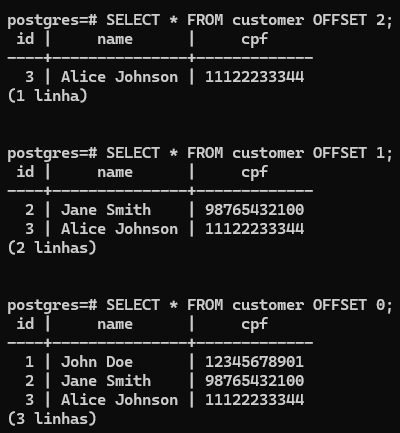 postgres=# SELECT * FROM customer OFFSET 2;
 id |     name      |     cpf
----+---------------+-------------
  3 | Alice Johnson | 11122233344
(1 linha)

postgres=# SELECT * FROM customer OFFSET 1;
 id |     name      |     cpf
----+---------------+-------------
  2 | Jane Smith    | 98765432100
  3 | Alice Johnson | 11122233344
(2 linhas)

postgres=# SELECT * FROM customer OFFSET 0;
 id |     name      |     cpf
----+---------------+-------------
  1 | John Doe      | 12345678901
  2 | Jane Smith    | 98765432100
  3 | Alice Johnson | 11122233344
(3 linhas)